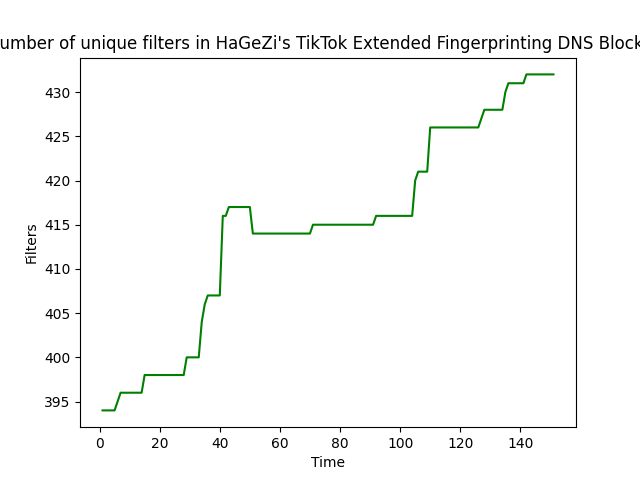 umber of unique filters in HaGeZi's TikTok Extended Fingerprinting DNS Block
430
425
420
415
410
405
400
395
Filters
0 20 40 60 80 100 120 140
Time